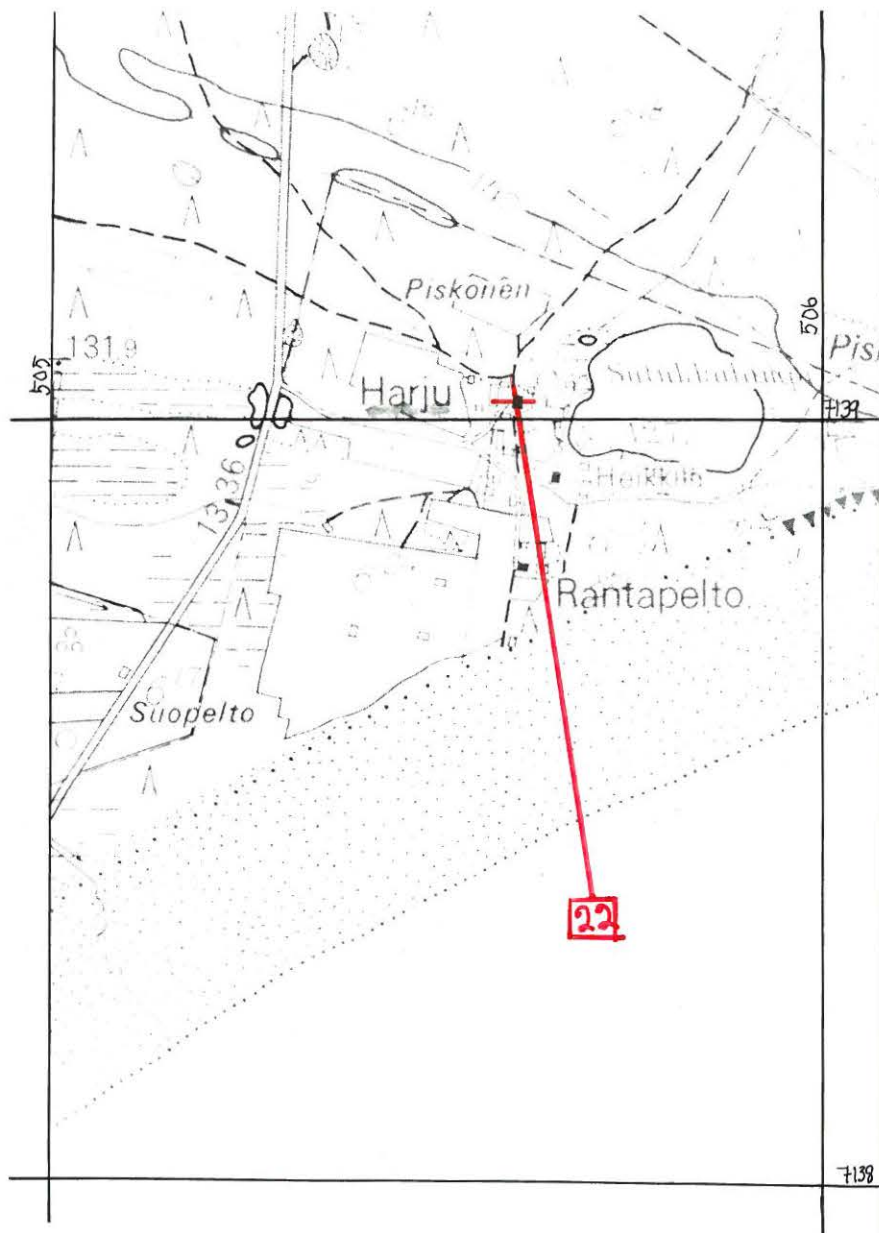 Piskonen
506
Pis
505
131.9
Harju
7139
Heikkilä
13.36
Rantapelto
Suopelto
22
7138